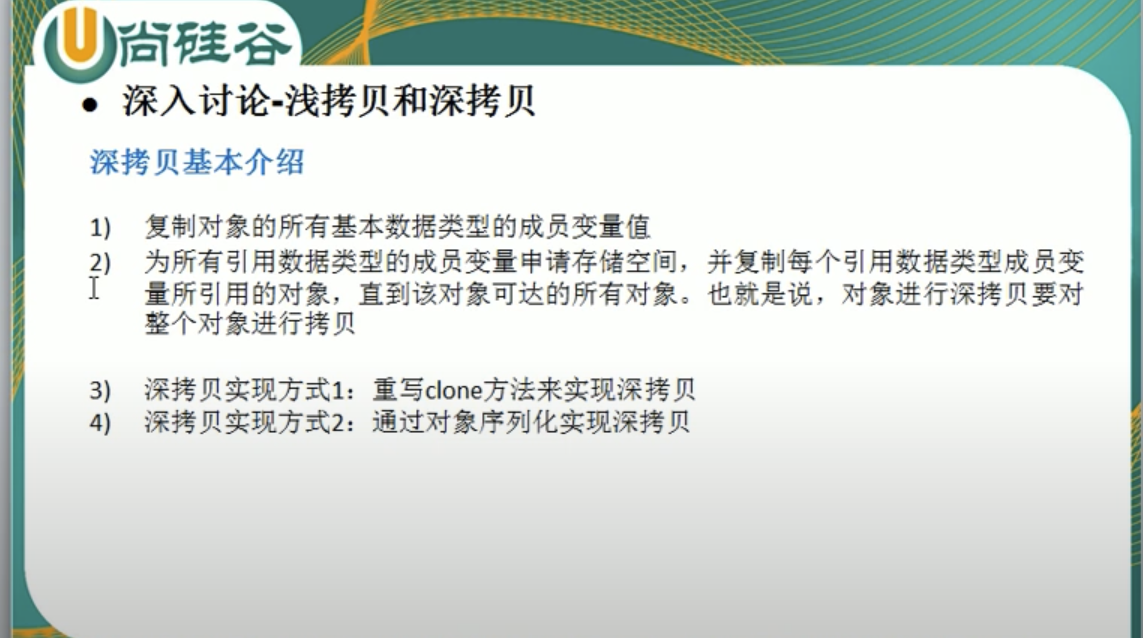 尚硅谷
● 深入讨论-浅拷贝和深拷贝
深拷贝基本介绍
1) 复制对象的所有基本数据类型的成员变量值
2) 为所有引用数据类型的成员变量申请存储空间，并复制每个引用数据类型成员变
量所引用的对象，直到该对象可达的所有对象。也就是说，对象进行深拷贝要对
整个对象进行拷贝
3) 深拷贝实现方式1：重写clone方法来实现深拷贝
4) 深拷贝实现方式2：通过对象序列化实现深拷贝